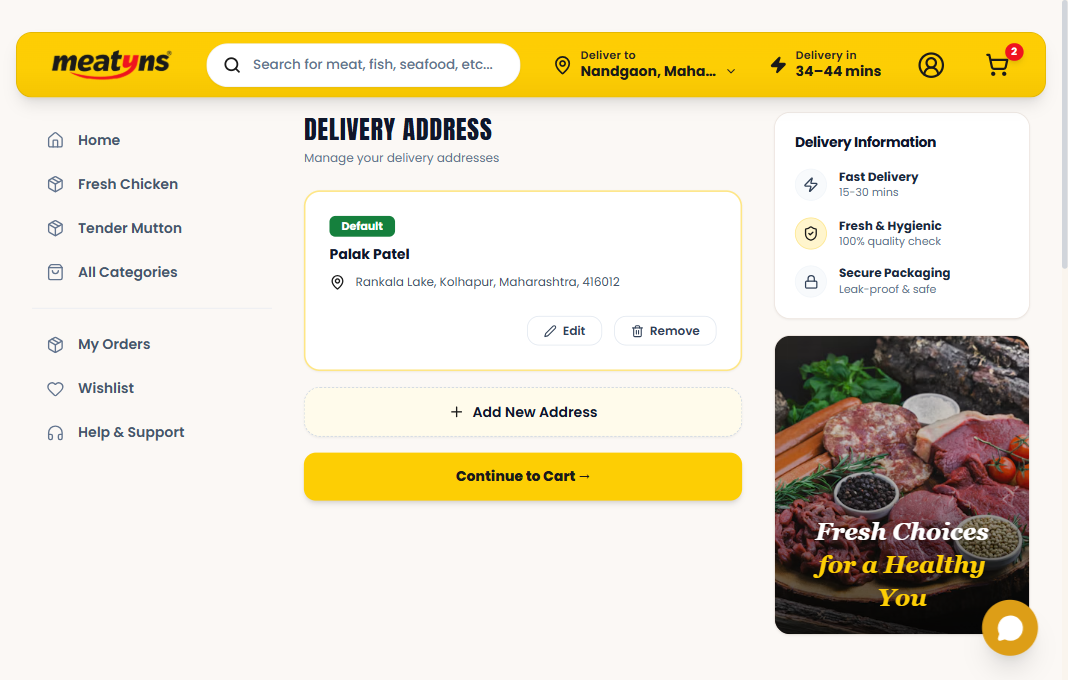 meatyns
Search for meat, fish, seafood, etc...
Deliver to
Nandgaon, Maha...
Delivery in
34–44 mins
2
Home
Fresh Chicken
Tender Mutton
All Categories
My Orders
Wishlist
Help & Support
DELIVERY ADDRESS
Manage your delivery addresses
Default
Palak Patel
Rankala Lake, Kolhapur, Maharashtra, 416012
Edit
Remove
+ Add New Address
Continue to Cart →
Delivery Information
Fast Delivery
15-30 mins
Fresh & Hygienic
100% quality check
Secure Packaging
Leak-proof & safe
Fresh Choices
for a Healthy
You